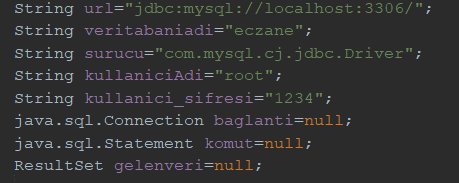 String url="jdbc:mysql://localhost:3306/";
String veritabaniadi="eczane";
String surucu="com.mysql.cj.jdbc.Driver";
String kullaniciAdi="root";
String kullanici_sifresi="1234";
java.sql.Connection baglanti=null;
java.sql.Statement komut=null;
ResultSet gelenveri=null;